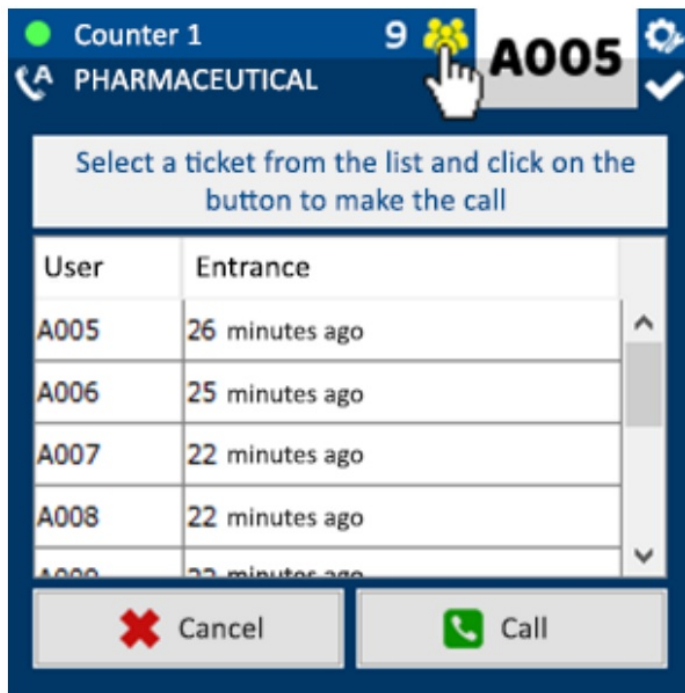 Counter 1 9 A005
A PHARMACEUTICAL
Select a ticket from the list and click on the
button to make the call
User Entrance
A005 26 minutes ago
A006 25 minutes ago
A007 22 minutes ago
A008 22 minutes ago
minutes ago
Cancel Call